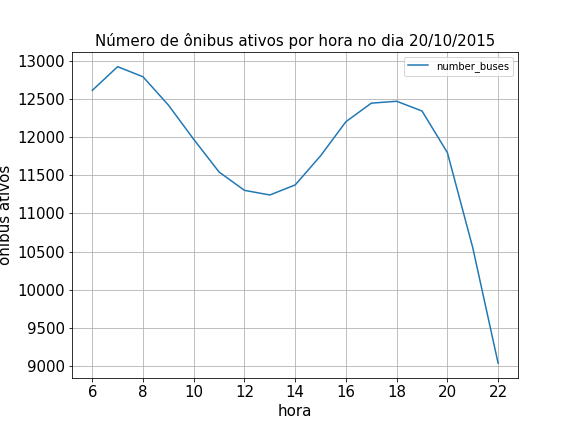 Número de ônibus ativos por hora no dia 20/10/2015
number_buses
13000
12500
12000
11500
11000
10500
10000
9500
9000
ônibus ativos
6 8 10 12 14 16 18 20 22
hora